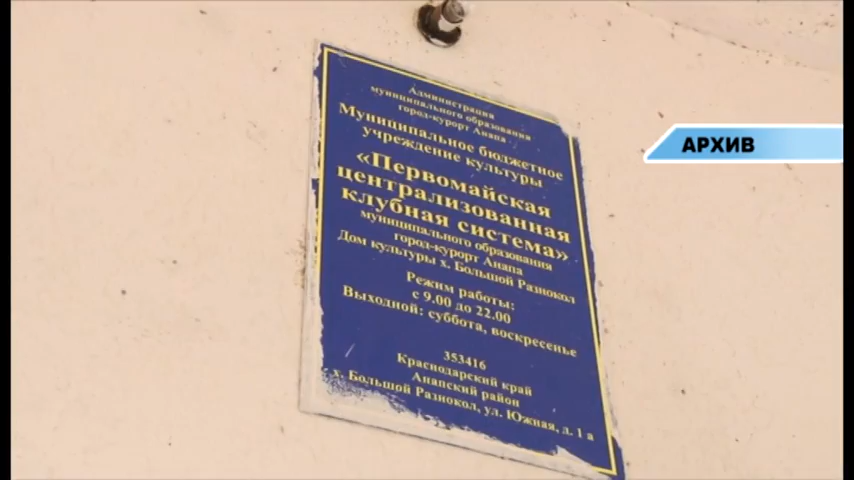 Администрация
муниципального образования
город-курорт Анапа
Муниципальное бюджетное
учреждение культуры
«Первомайская
централизованная
клубная система»
муниципального образования
город-курорт Анапа
Дом культуры х. Большой Разнокол
Режим работы:
с 9.00 до 22.00
Выходной: суббота, воскресенье
353416
Краснодарский край
Анапский район
х. Большой Разнокол, ул. Южная, д. 1 а
АРХИВ